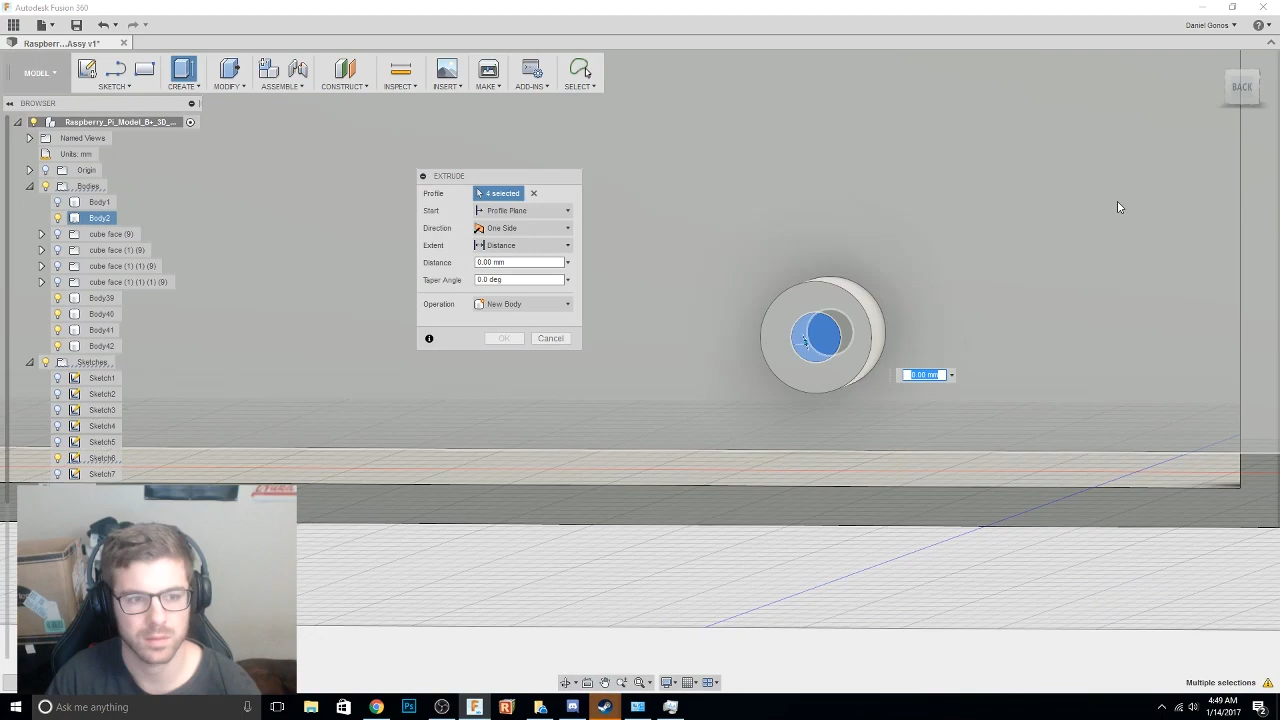 Autodesk Fusion 360
Daniel Gonos
Raspberr...Assy v1*
MODEL
SKETCH
CREATE
MODIFY
ASSEMBLE
CONSTRUCT
INSPECT
INSERT
MAKE
ADD-INS
SELECT
BACK
BROWSER
Raspberry_Pi_Model_B+_3D_...
Named Views
Units: mm
Origin
Bodies
Body1
Body2
cube face (9)
cube face (1) (9)
cube face (1) (1) (9)
cube face (1) (1) (1) (9)
Body39
Body40
Body41
Body42
Sketches
Sketch1
Sketch2
Sketch3
Sketch4
Sketch5
Sketch6
Sketch7
EXTRUDE
Profile 4 selected
Start Profile Plane
Direction One Side
Extent Distance
Distance 0.00 mm
Taper Angle 0.0 deg
Operation New Body
OK Cancel
0.00 mm
Multiple selections
Ask me anything
4:49 AM
1/14/2017